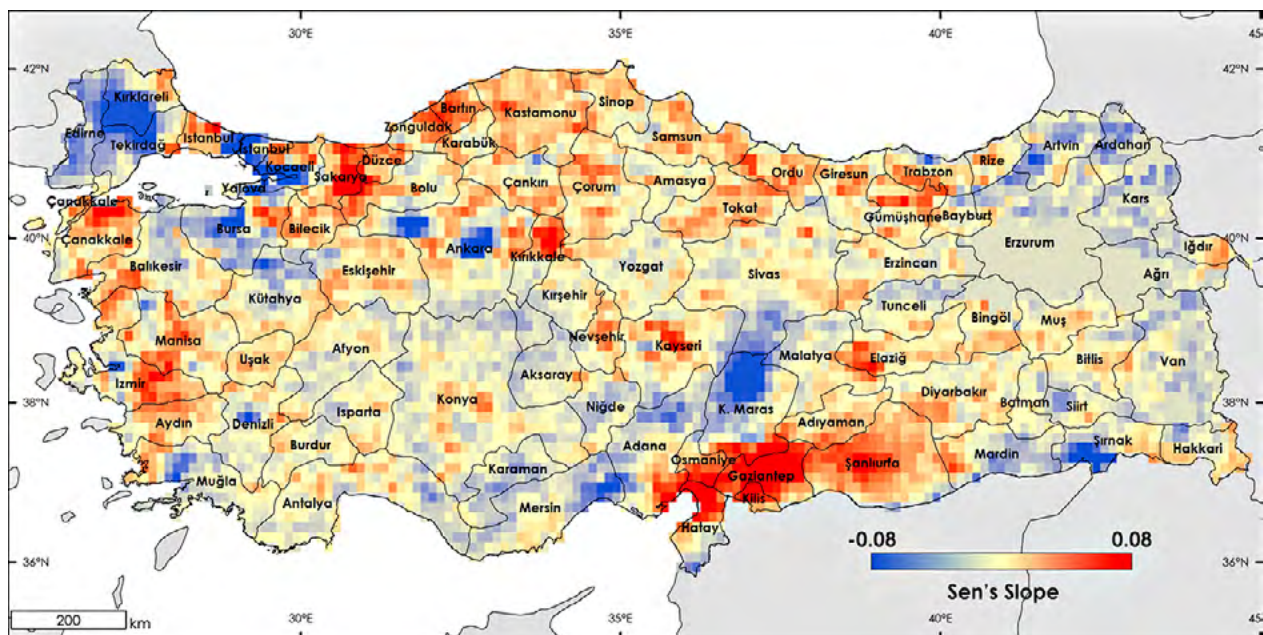 30°E 35°E 40°E 45
42°N
42°N
Kırklareli
Edirne
Tekirdağ
İstanbul
İstanbul
Kocaeli
Yalova
Sakarya
Düzce
Zonguldak
Bartın
Karabük
Kastamonu
Sinop
Samsun
Bolu
Çankırı
Çorum
Amasya
Ordu
Giresun
Trabzon
Rize
Artvin
Ardahan
Kars
Çanakkale
Çanakkale
Bursa
Bilecik
Tokat
Gümüşhane
Bayburt
40°N
40°N
Balıkesir
Kütahya
Eskişehir
Ankara
Kırıkkale
Yozgat
Sivas
Erzincan
Erzurum
Iğdır
Ağrı
Kırşehir
Tunceli
Bingöl
Muş
Manisa
Uşak
Afyon
Nevşehir
Kayseri
Malatya
Elazığ
Bitlis
Van
İzmir
Aksaray
Konya
Niğde
K. Maras
Diyarbakır
Batman
Siirt
38°N
38°N
Aydın
Denizli
Isparta
Burdur
Adana
Adıyaman
Mardin
Şırnak
Hakkari
Muğla
Antalya
Karaman
Mersin
Osmaniye
Gaziantep
Şanlıurfa
Kilis
Hatay
-0.08 0.08
Sen's Slope
36°N
36°N
200 km
30°E 35°E 40°E 45